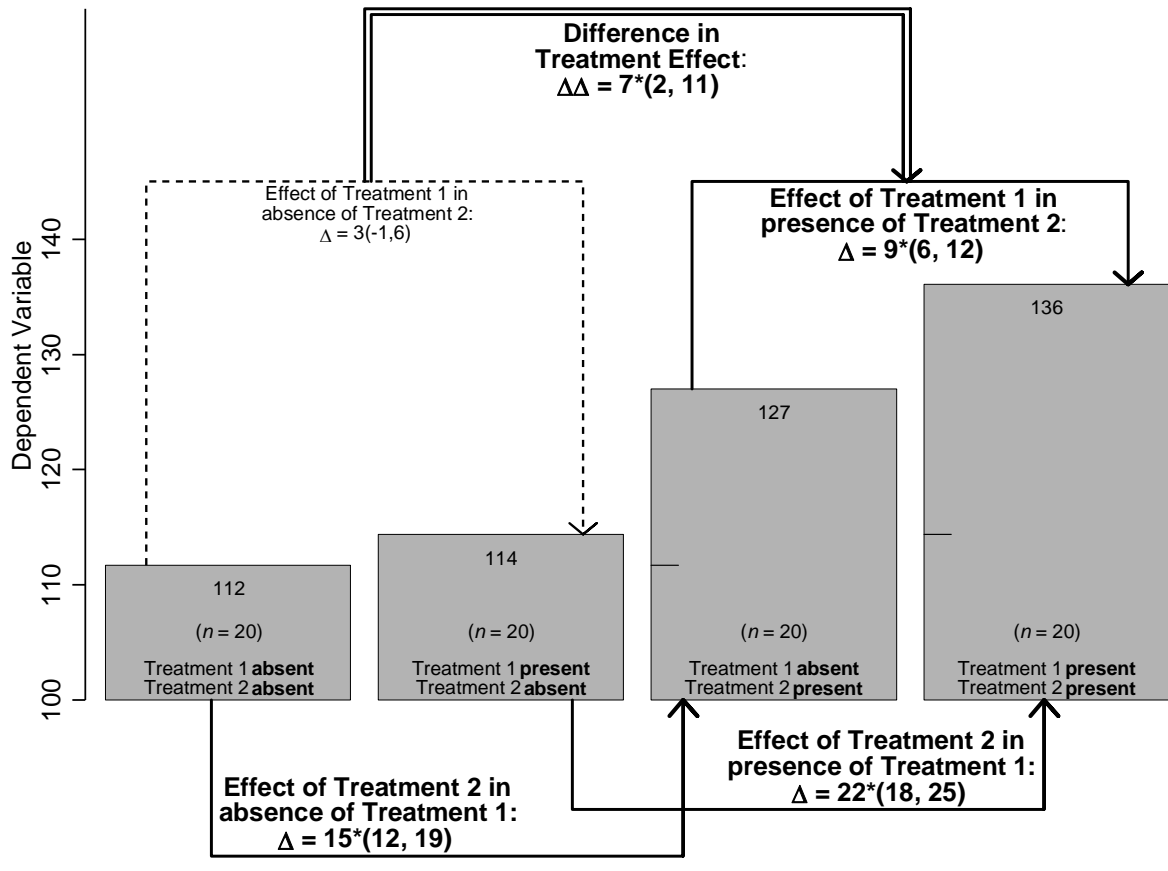 Difference in
Treatment Effect:
ΔΔ = 7*(2, 11)
Effect of Treatment 1 in
absence of Treatment 2:
Δ = 3(-1,6)
Effect of Treatment 1 in
presence of Treatment 2:
Δ = 9*(6, 12)
Dependent Variable
140
130
120
110
100
112
(n = 20)
Treatment 1 absent
Treatment 2 absent
114
(n = 20)
Treatment 1 present
Treatment 2 absent
127
(n = 20)
Treatment 1 absent
Treatment 2 present
136
(n = 20)
Treatment 1 present
Treatment 2 present
Effect of Treatment 2 in
absence of Treatment 1:
Δ = 15*(12, 19)
Effect of Treatment 2 in
presence of Treatment 1:
Δ = 22*(18, 25)